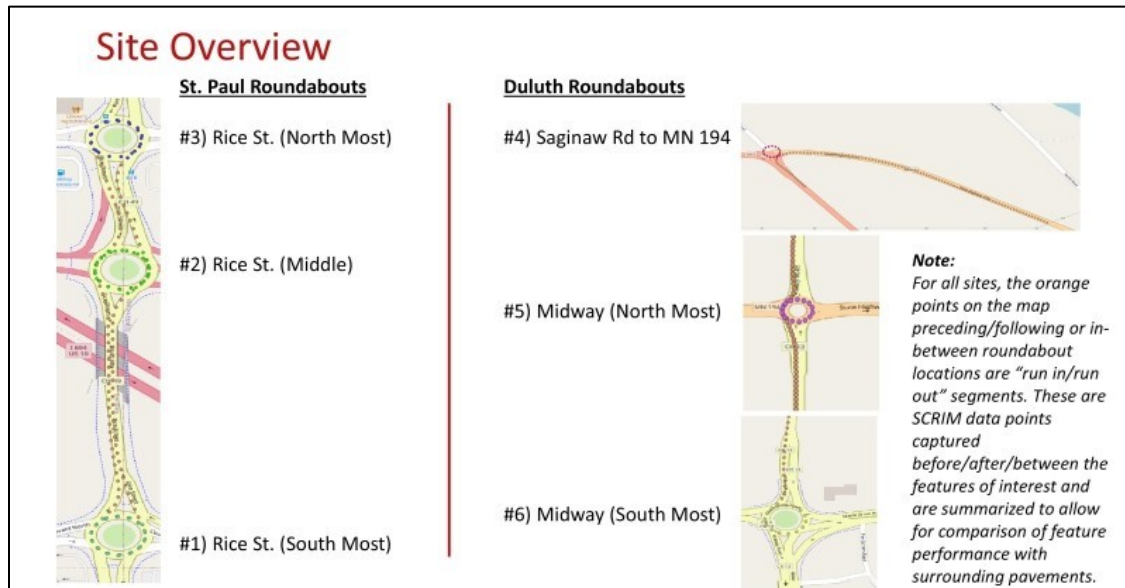 Site Overview
St. Paul Roundabouts
Duluth Roundabouts
#3) Rice St. (North Most)
#4) Saginaw Rd to MN 194
#2) Rice St. (Middle)
#5) Midway (North Most)
#6) Midway (South Most)
#1) Rice St. (South Most)
Note:
For all sites, the orange
points on the map
preceding/following or in-
between roundabout
locations are “run in/run
out” segments. These are
SCRIM data points
captured
before/after/between the
features of interest and
are summarized to allow
for comparison of feature
performance with
surrounding pavements.